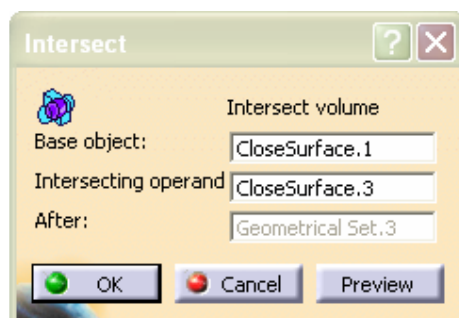 Intersect
Intersect volume
Base object: CloseSurface.1
Intersecting operand CloseSurface.3
After: Geometrical Set.3
OK Cancel Preview